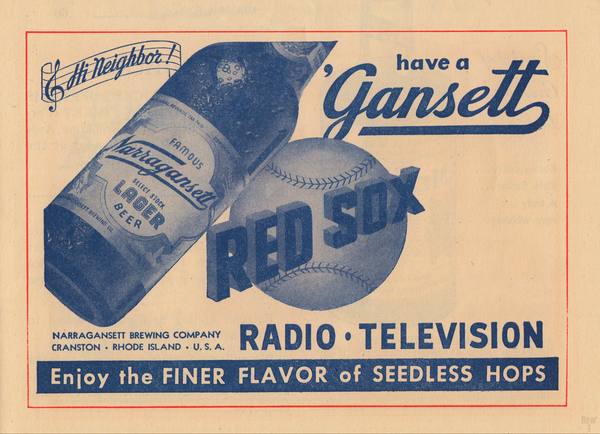 Hi Neighbor!
have a
'Gansett
FAMOUS
Narragansett
SELECT STOCK
LAGER
BEER
RED SOX
NARRAGANSETT BREWING COMPANY
CRANSTON • RHODE ISLAND • U. S. A.
RADIO • TELEVISION
Enjoy the FINER FLAVOR of SEEDLESS HOPS